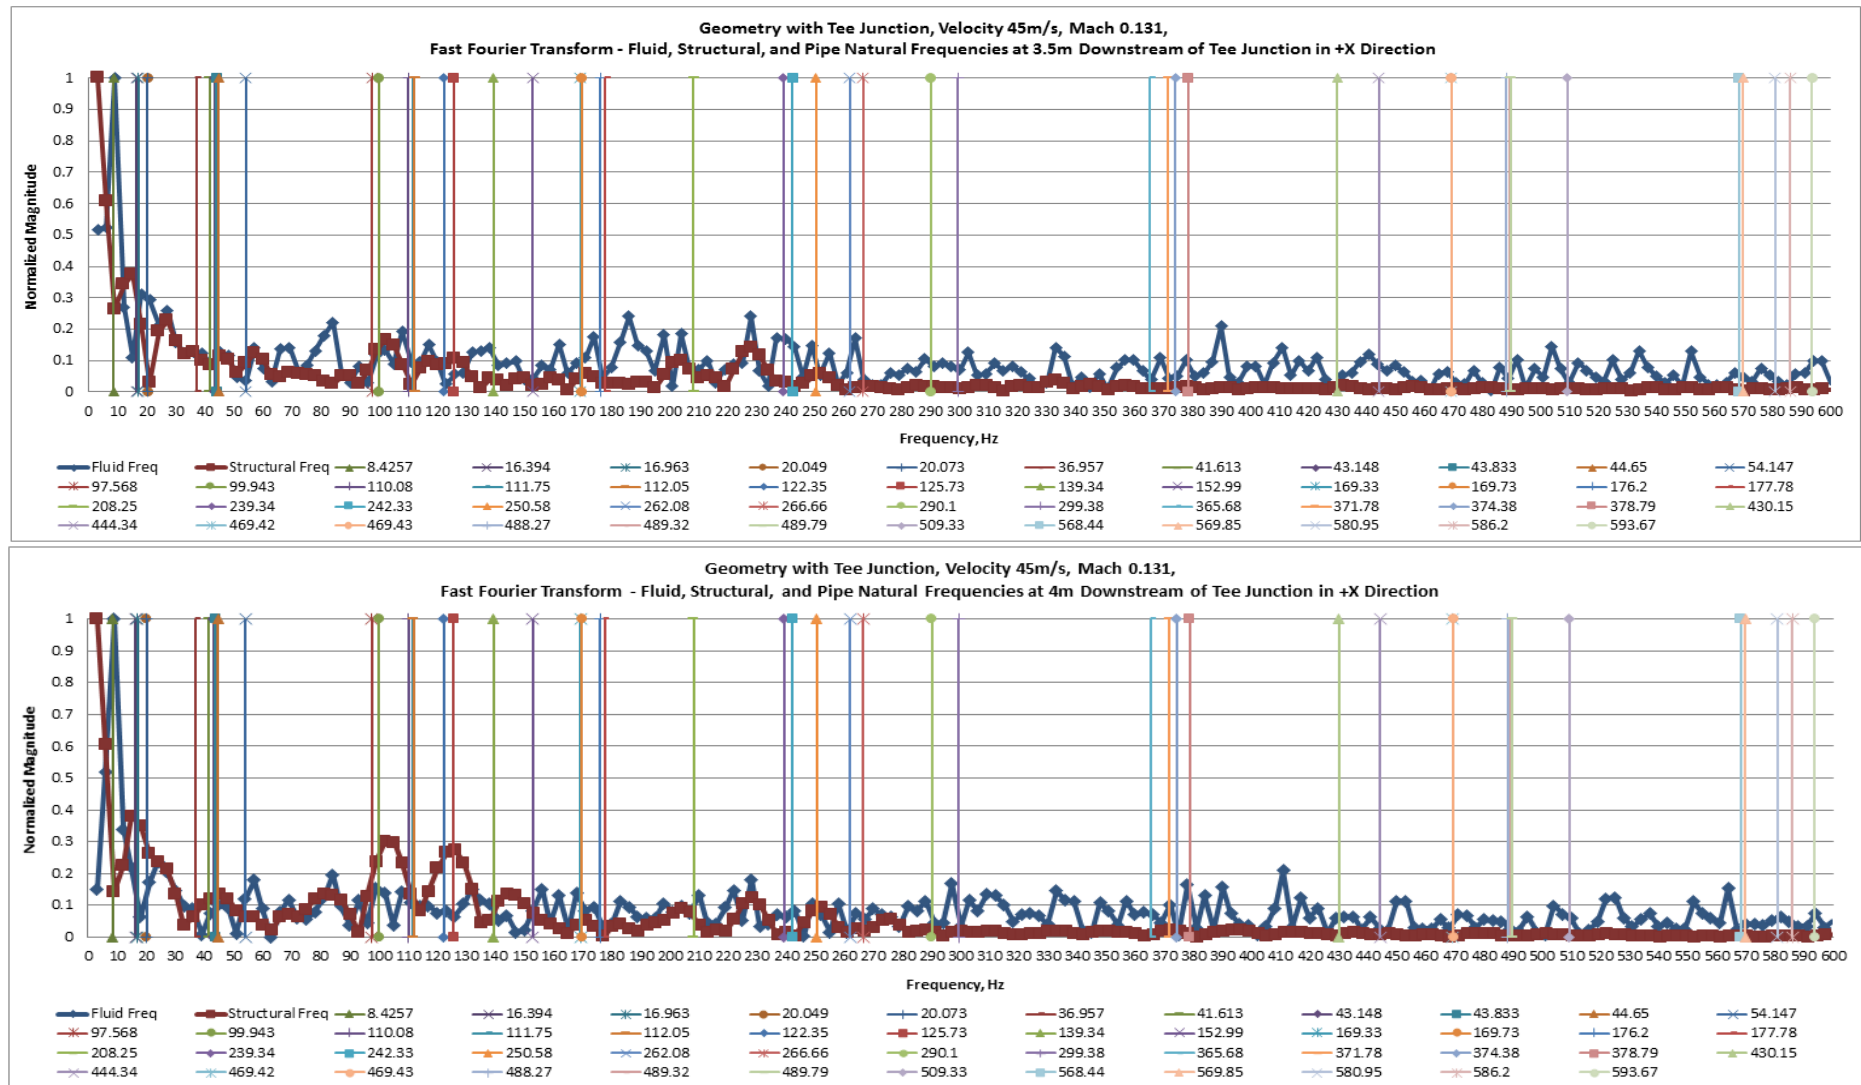 Geometry with Tee Junction, Velocity 45m/s, Mach 0.131,
Fast Fourier Transform - Fluid, Structural, and Pipe Natural Frequencies at 3.5m Downstream of Tee Junction in +X Direction
Normalized Magnitude
1
0.9
0.8
0.7
0.6
0.5
0.4
0.3
0.2
0.1
0
0 10 20 30 40 50 60 70 80 90 100 110 120 130 140 150 160 170 180 190 200 210 220 230 240 250 260 270 280 290 300 310 320 330 340 350 360 370 380 390 400 410 420 430 440 450 460 470 480 490 500 510 520 530 540 550 560 570 580 590 600
Frequency, Hz
Fluid Freq Structural Freq 8.4257 16.394 16.963 20.049 20.073 36.957 41.613 43.148 43.833 44.65 54.147
97.568 99.943 110.08 111.75 112.05 122.35 125.73 139.34 152.99 169.33 169.73 176.2 177.78
208.25 239.34 242.33 250.58 262.08 266.66 290.1 299.38 365.68 371.78 374.38 378.79 430.15
444.34 469.42 469.43 488.27 489.32 489.79 509.33 568.44 569.85 580.95 586.2 593.67
Geometry with Tee Junction, Velocity 45m/s, Mach 0.131,
Fast Fourier Transform - Fluid, Structural, and Pipe Natural Frequencies at 4m Downstream of Tee Junction in +X Direction
Normalized Magnitude
1
0.9
0.8
0.7
0.6
0.5
0.4
0.3
0.2
0.1
0
0 10 20 30 40 50 60 70 80 90 100 110 120 130 140 150 160 170 180 190 200 210 220 230 240 250 260 270 280 290 300 310 320 330 340 350 360 370 380 390 400 410 420 430 440 450 460 470 480 490 500 510 520 530 540 550 560 570 580 590 600
Frequency, Hz
Fluid Freq Structural Freq 8.4257 16.394 16.963 20.049 20.073 36.957 41.613 43.148 43.833 44.65 54.147
97.568 99.943 110.08 111.75 112.05 122.35 125.73 139.34 152.99 169.33 169.73 176.2 177.78
208.25 239.34 242.33 250.58 262.08 266.66 290.1 299.38 365.68 371.78 374.38 378.79 430.15
444.34 469.42 469.43 488.27 489.32 489.79 509.33 568.44 569.85 580.95 586.2 593.67